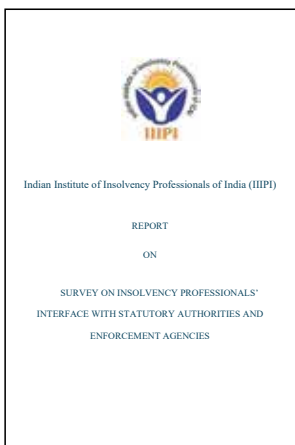 IIIPI
Indian Institute of Insolvency Professionals of India (IIIPI)
REPORT
ON
SURVEY ON INSOLVENCY PROFESSIONALS'
INTERFACE WITH STATUTORY AUTHORITIES AND
ENFORCEMENT AGENCIES